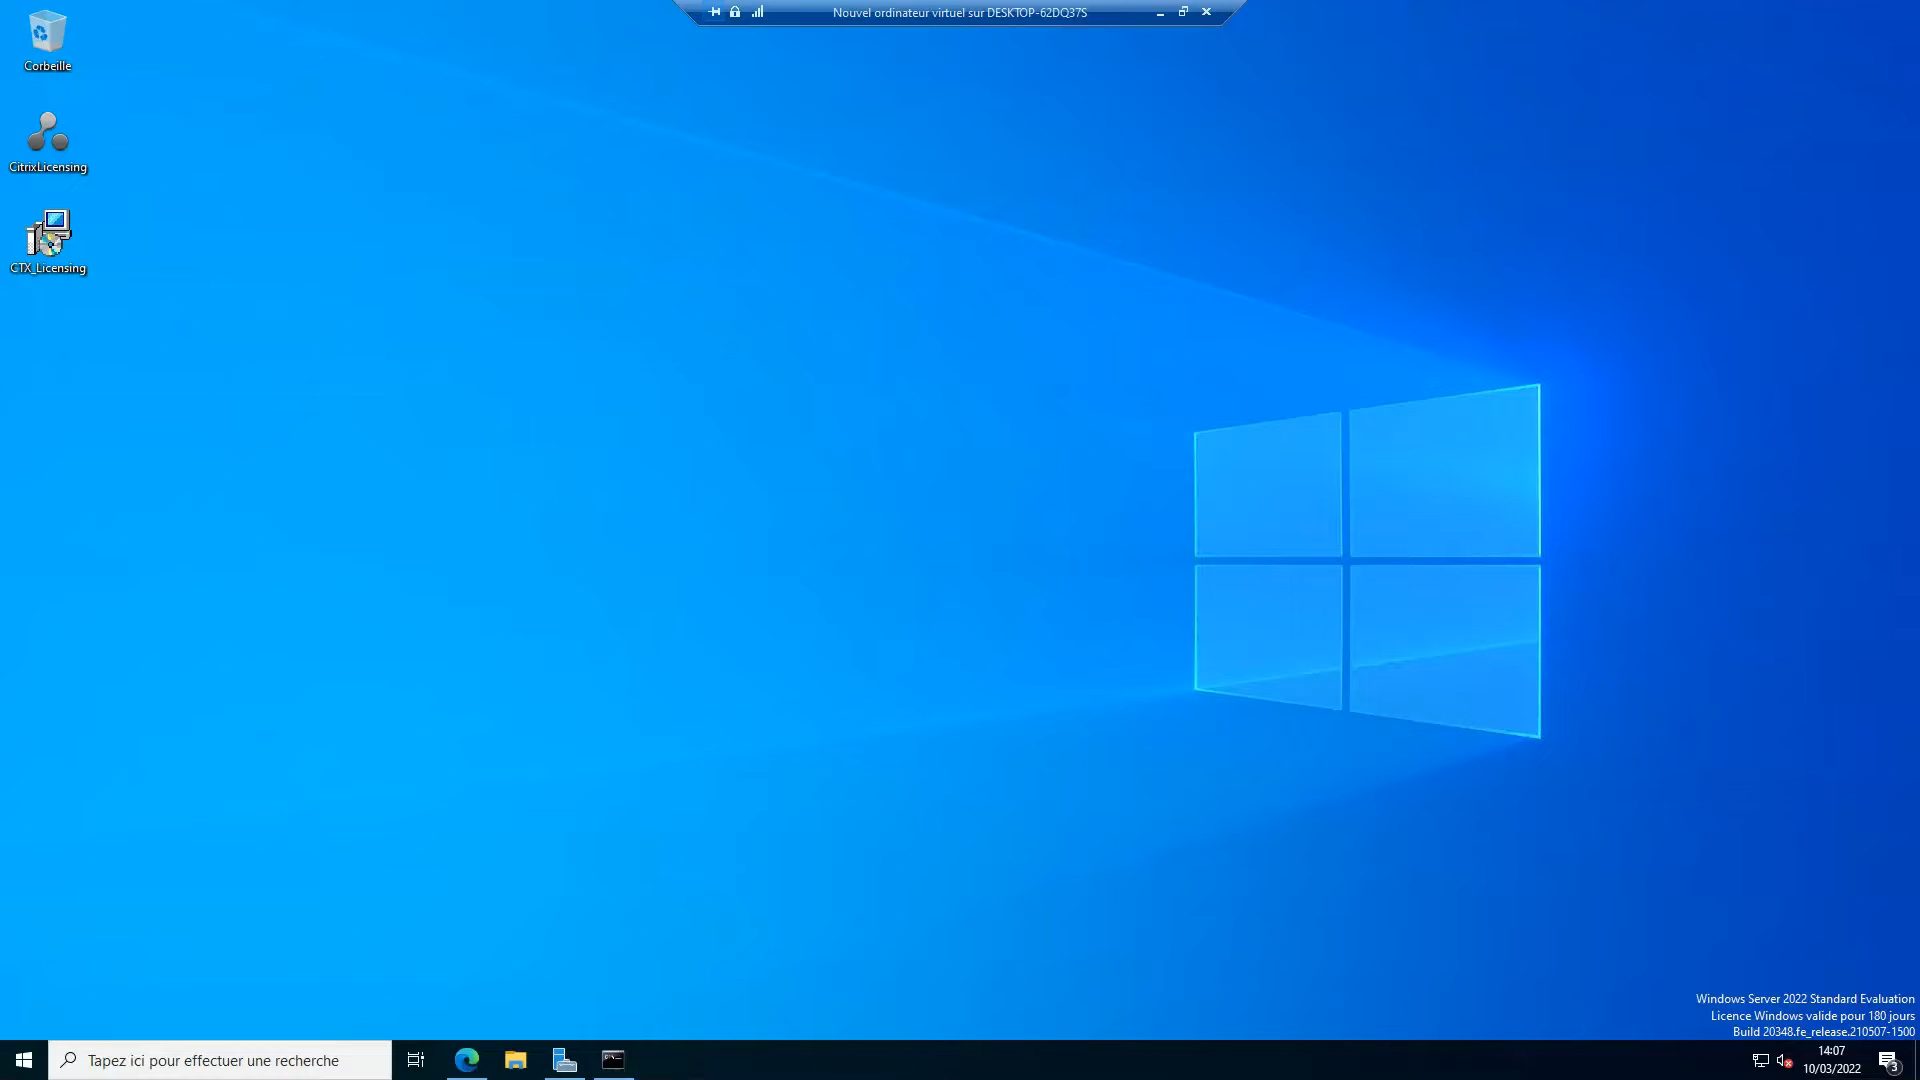 Nouvel ordinateur virtuel sur DESKTOP-62DQ37S
Corbeille
CitrixLicensing
CTX_Licensing
Windows Server 2022 Standard Evaluation
Licence Windows valide pour 180 jours
Build 20348.fe_release.210507-1500
Tapez ici pour effectuer une recherche
14:07
10/03/2022
3